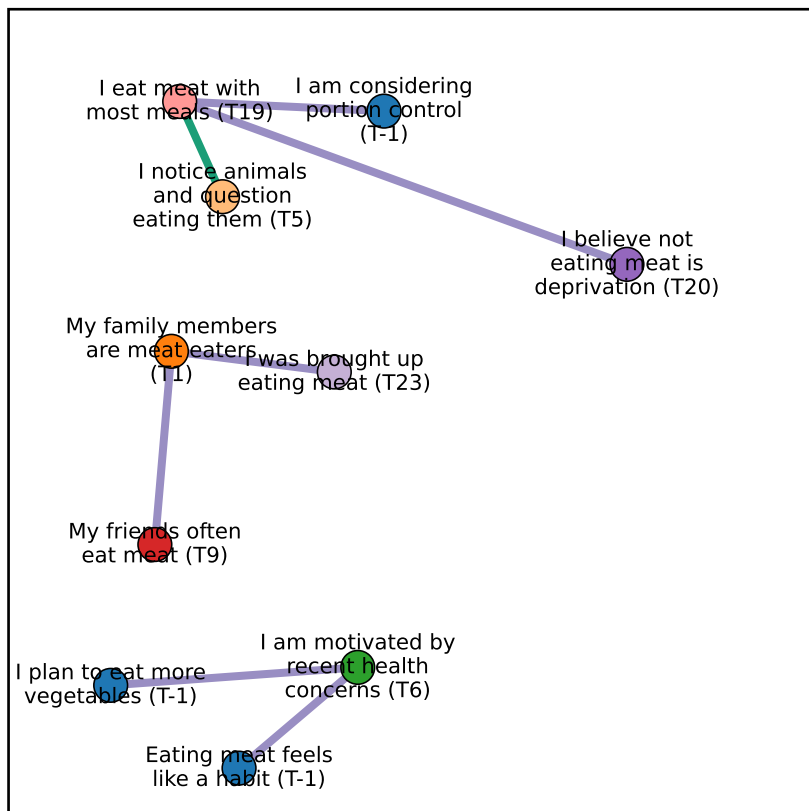 I eat meat with
most meals (T19)
I am considering
portion control
(T-1)
I notice animals
and question
eating them (T5)
I believe not
eating meat is
deprivation (T20)
My family members
are meat eaters
(T1)
I was brought up
eating meat (T23)
My friends often
eat meat (T9)
I am motivated by
recent health
concerns (T6)
I plan to eat more
vegetables (T-1)
Eating meat feels
like a habit (T-1)